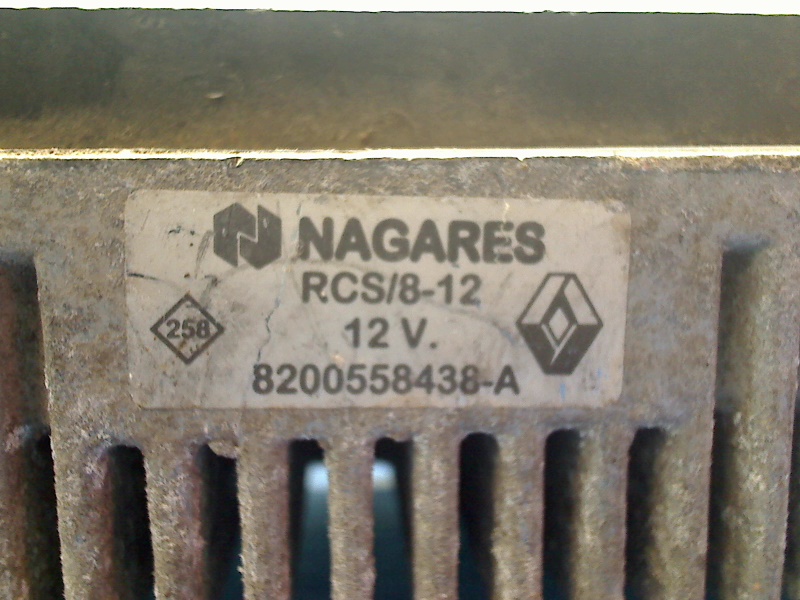 NAGARES
RCS/8-12
258
12 V.
8200558438-A